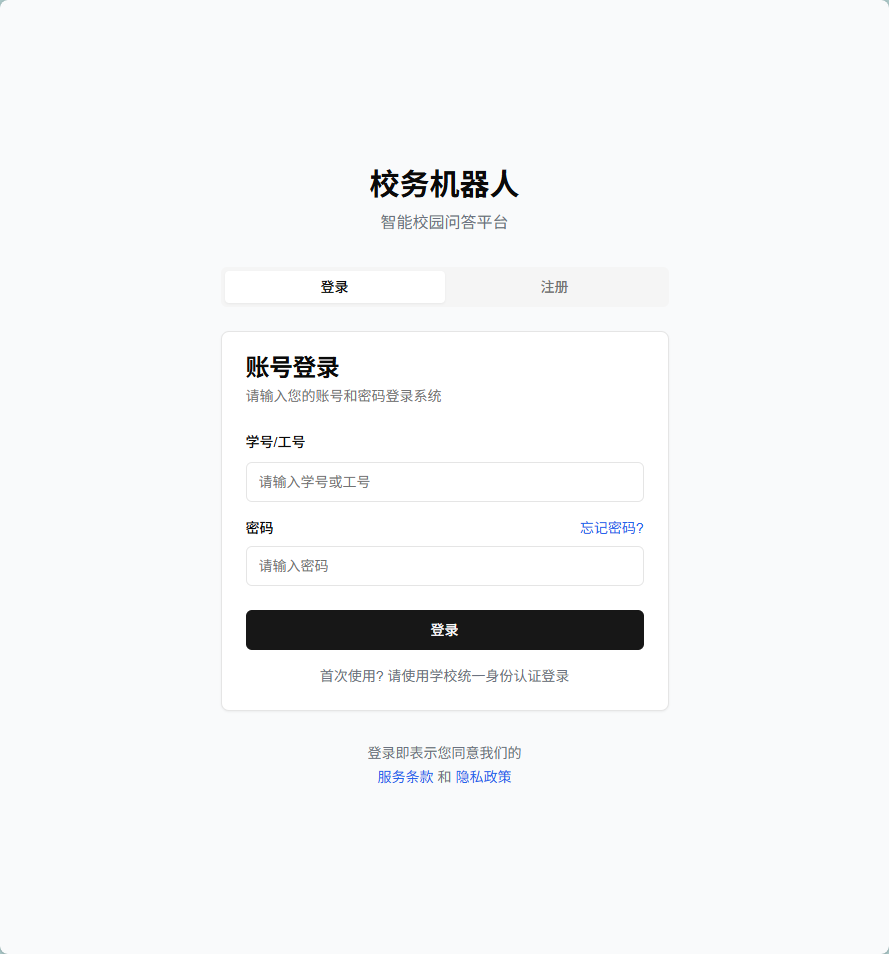 校务机器人
智能校园问答平台
登录 注册
账号登录
请输入您的账号和密码登录系统
学号/工号
请输入学号或工号
密码 忘记密码?
请输入密码
登录
首次使用? 请使用学校统一身份认证登录
登录即表示您同意我们的
服务条款 和 隐私政策